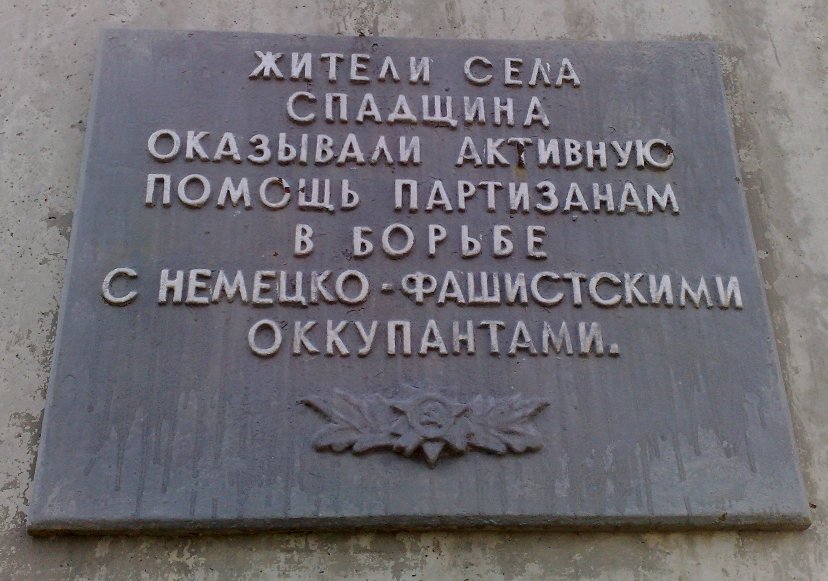 ЖИТЕЛИ СЕЛА
СПАДЩИНА
ОКАЗЫВАЛИ АКТИВНУЮ
ПОМОЩЬ ПАРТИЗАНАМ
В БОРЬБЕ
С НЕМЕЦКО-ФАШИСТСКИМИ
ОККУПАНТАМИ.